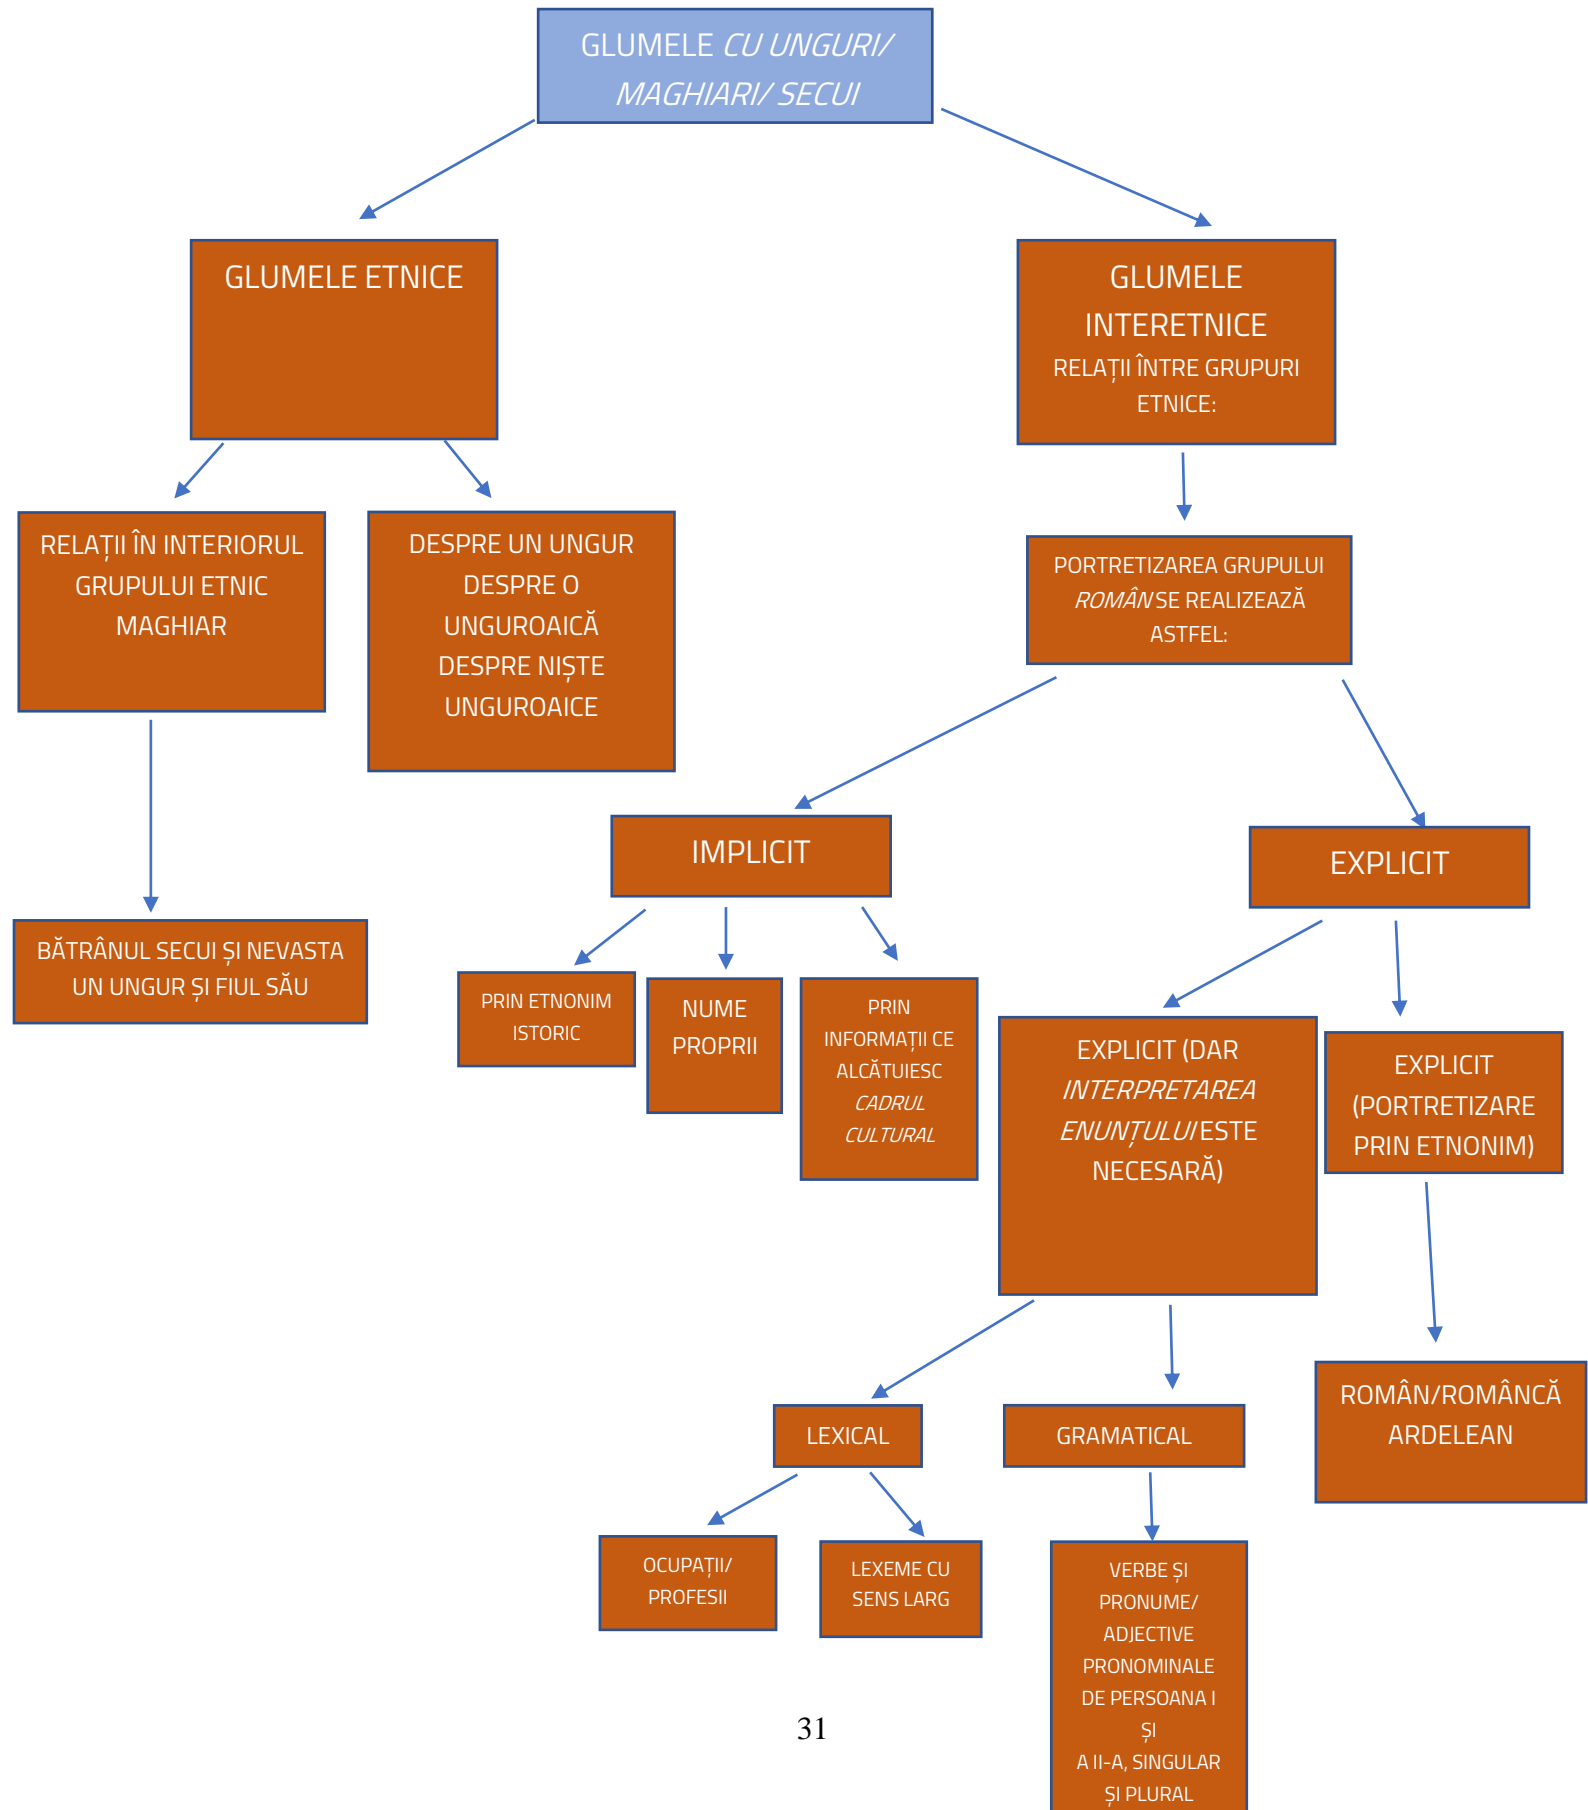 GLUMELE CU UNGURI/
MAGHIARI/ SECUI
GLUMELE ETNICE
GLUMELE
INTERETNICE
RELAȚII ÎNTRE GRUPURI
ETNICE:
RELAȚII ÎN INTERIORUL
GRUPULUI ETNIC
MAGHIAR
DESPRE UN UNGUR
DESPRE O
UNGUROAICĂ
DESPRE NIȘTE
UNGUROAICE
PORTRETIZAREA GRUPULUI
ROMÂN SE REALIZEAZĂ
ASTFEL:
IMPLICIT
EXPLICIT
BĂTRÂNUL SECUI ȘI NEVASTA
UN UNGUR ȘI FIUL SĂU
PRIN ETNONIM
ISTORIC
NUME
PROPRII
PRIN
INFORMAȚII CE
ALCĂTUIESC
CADRUL
CULTURAL
EXPLICIT (DAR
INTERPRETAREA
ENUNȚULUI ESTE
NECESARĂ)
EXPLICIT
(PORTRETIZARE
PRIN ETNONIM)
ROMÂN/ROMÂNCĂ
ARDELEAN
LEXICAL
GRAMATICAL
OCUPAȚII/
PROFESII
LEXEME CU
SENS LARG
VERBE ȘI
PRONUME/
ADJECTIVE
PRONOMINALE
DE PERSOANA I
ȘI
A II-A, SINGULAR
ȘI PLURAL
31